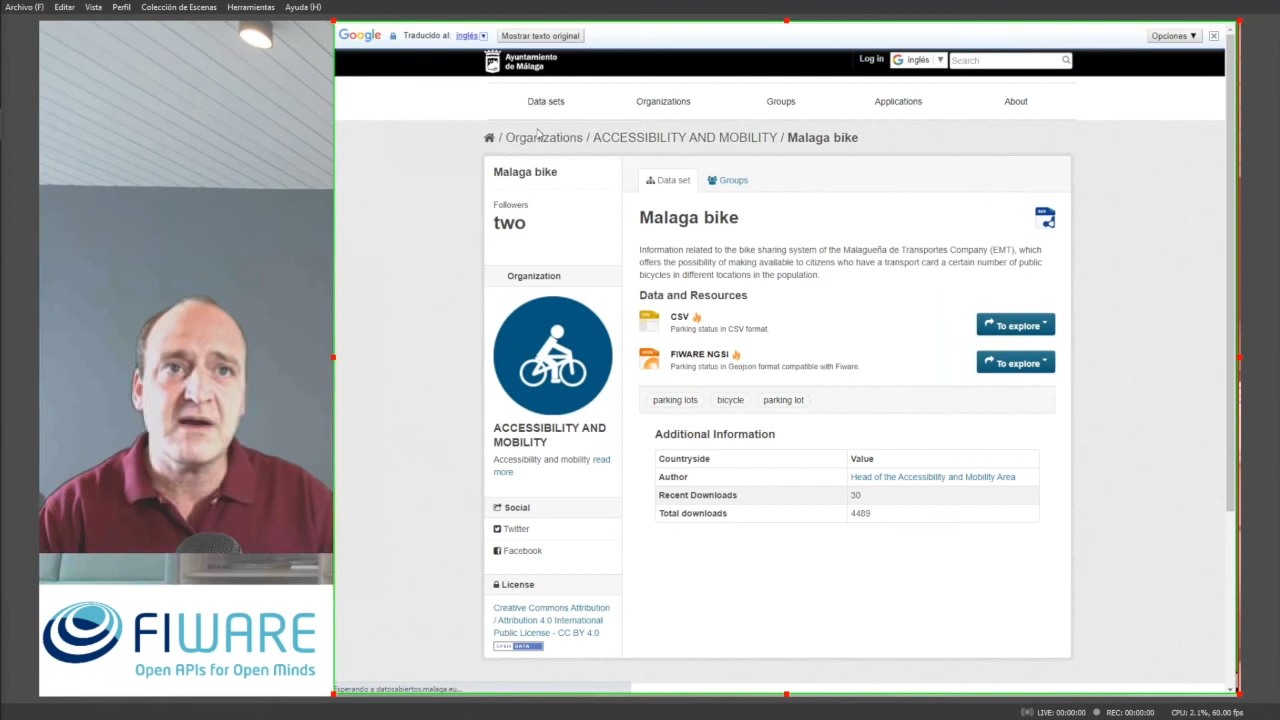 Archivo (F) Editar Vista Perfil Colección de Escenas Herramientas Ayuda (H)
Google Traducido al: inglés Mostrar texto original Opciones ▼
Ayuntamiento
de Málaga
Log in inglés ▼ Search
Data sets Organizations Groups Applications About
/ Organizations / ACCESSIBILITY AND MOBILITY / Malaga bike
Malaga bike
Followers
two
Organization
ACCESSIBILITY AND
MOBILITY
Accessibility and mobility read
more
Social
Twitter
Facebook
License
Creative Commons Attribution
/ Attribution 4.0 International
Public License - CC BY 4.0
OPEN DATA
Data set Groups
Malaga bike
Information related to the bike sharing system of the Malagueña de Transportes Company (EMT), which
offers the possibility of making available to citizens who have a transport card a certain number of public
bicycles in different locations in the population.
Data and Resources
CSV
Parking status in CSV format.
To explore
FIWARE NGSI
Parking status in Geojson format compatible with Fiware.
To explore
parking lots bicycle parking lot
Additional Information
Countryside Value
Author Head of the Accessibility and Mobility Area
Recent Downloads 30
Total downloads 4489
FIWARE
Open APIs for Open Minds
Esperando a datosabiertos.malaga.eu...
LIVE: 00:00:00 REC: 00:00:00 CPU: 2.1%, 60.00 fps